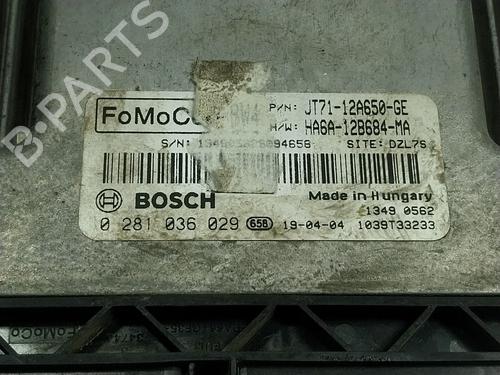 B-PARTS
FoMoCo
P/N: JT71-12A650-GE
H/W: HA6A-12B684-MA
S/N: SITE: DZL7S
BOSCH
Made in Hungary
1349 0562
0 281 036 029 658 19-04-04 1039T33233
FoMoCo